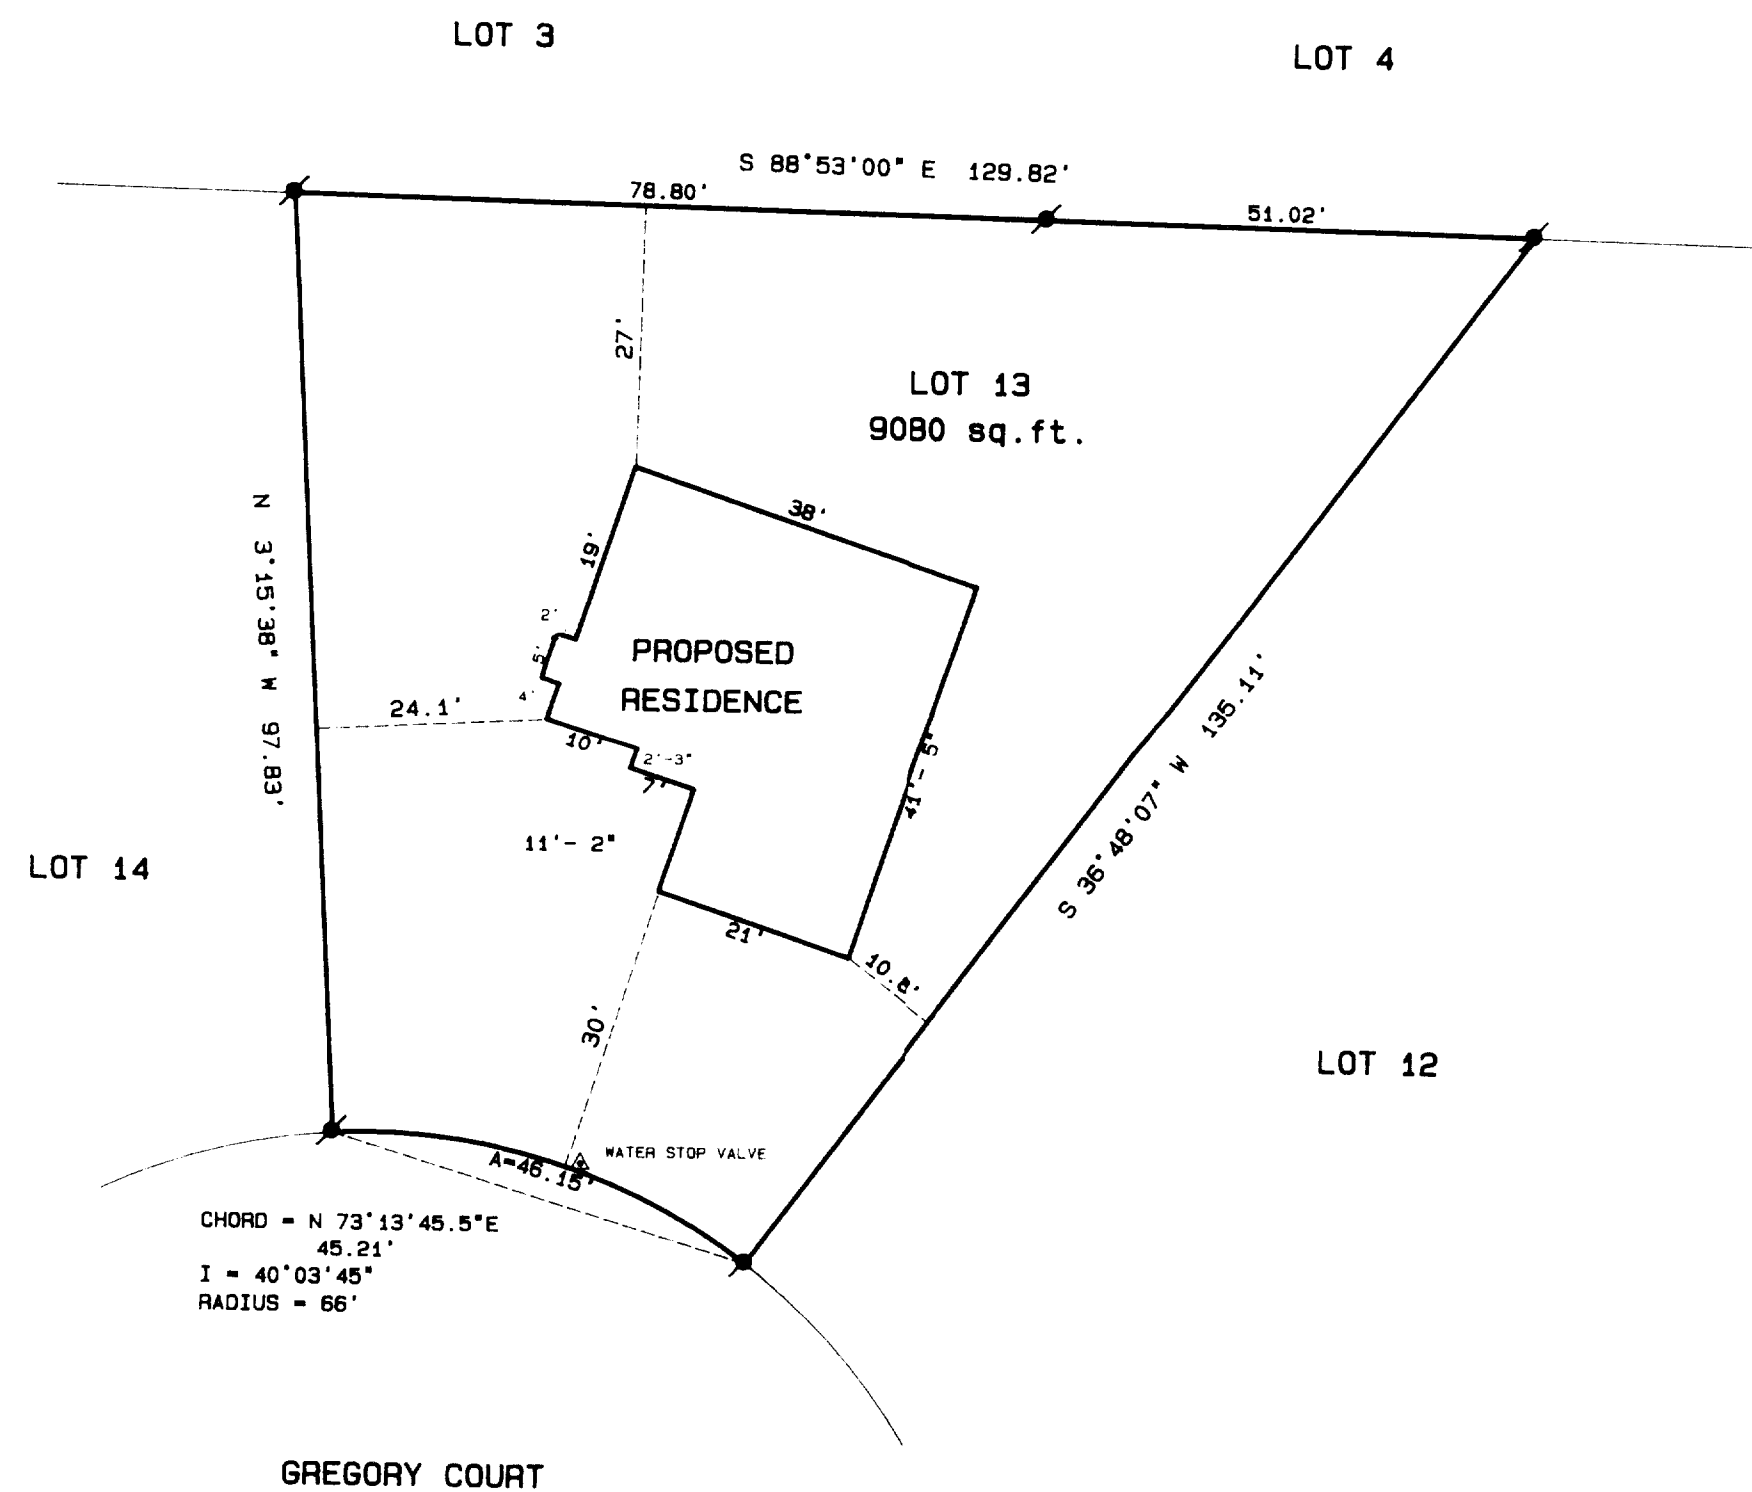 LOT 3
LOT 4
S 88°53'00" E 129.82'
78.80'
51.02'
27'
LOT 13
9080 sq.ft.
38'
19'
N 3°15'38" W 97.83'
2'
5'
4'
PROPOSED
RESIDENCE
24.1'
10'
2'-3"
7'
41'- 5"
S 36°48'07" W 135.11'
11'- 2"
LOT 14
21'
10.8'
30'
LOT 12
WATER STOP VALVE
A=46.15'
CHORD = N 73°13'45.5"E
45.21'
I = 40°03'45"
RADIUS = 66'
GREGORY COURT